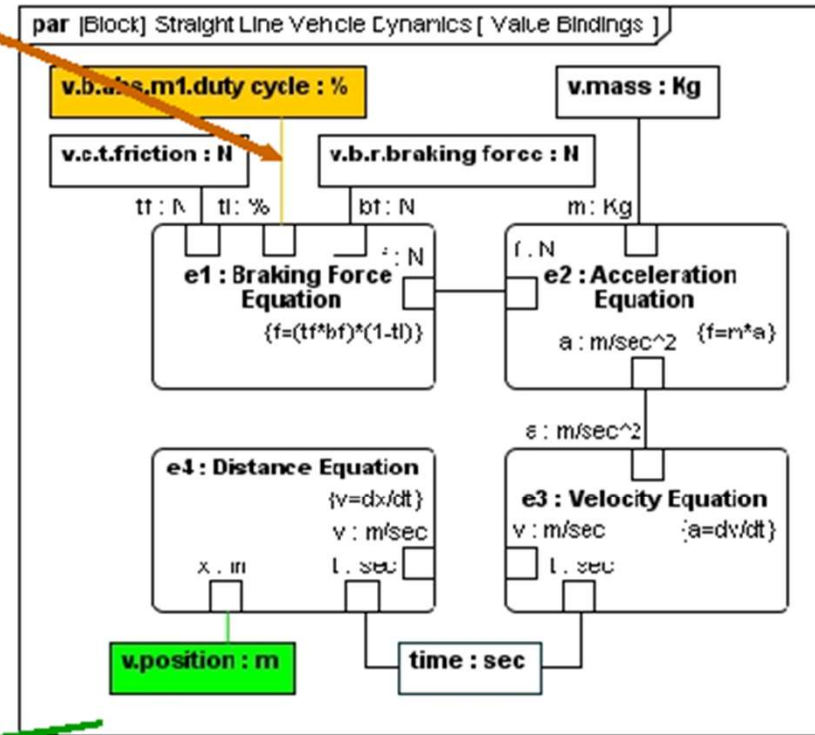 par [Block] Straight Line Vehicle Dynamics [ Value Bindings ]
v.b.abs.m1.duty cycle : %
v.mass : Kg
v.c.t.friction : N
v.b.r.braking force : N
tf : N
tl : %
bf : N
m : Kg
f : N
f : N
e1 : Braking Force
Equation
e2 : Acceleration
Equation
{f=(tf*bf)*(1-tl)}
a : m/sec^2
{f=m*a}
a : m/sec^2
e4 : Distance Equation
{v=dx/dt}
v : m/sec
e3 : Velocity Equation
v : m/sec
{a=dv/dt}
x : m
t : sec
t : sec
v.position : m
time : sec